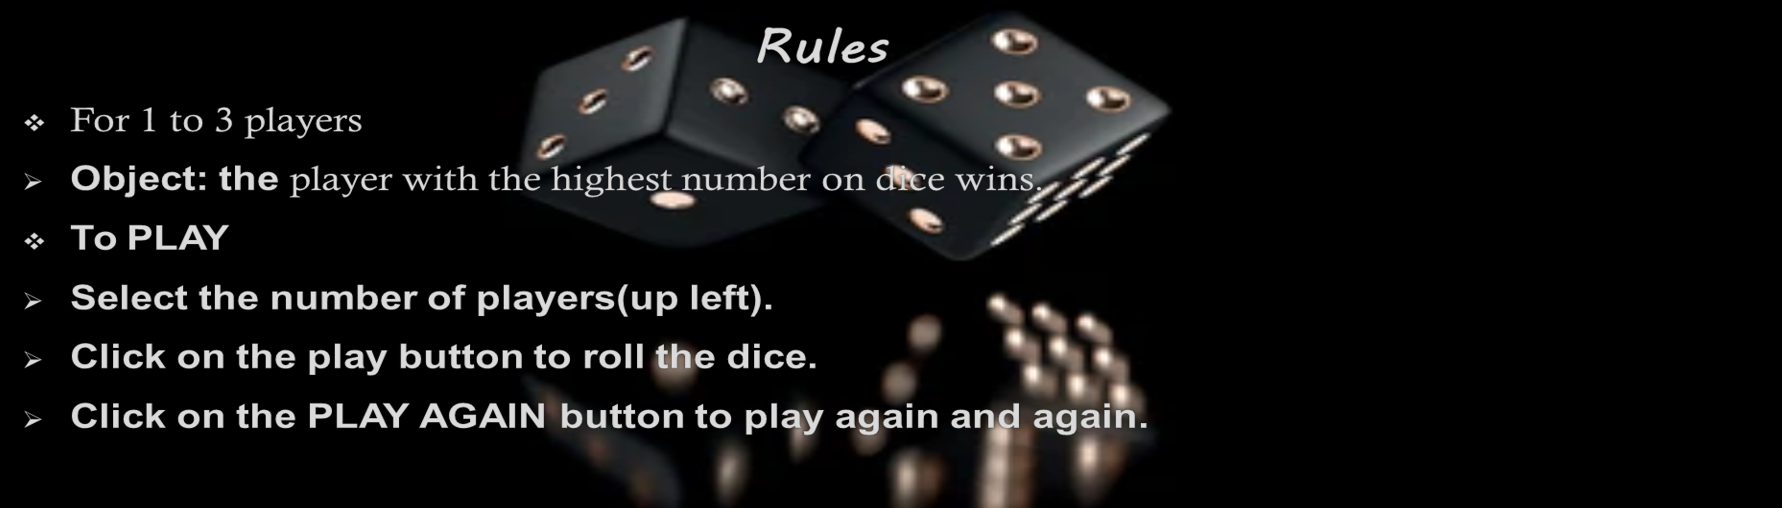 Rules
❖ For 1 to 3 players
➢ Object: the player with the highest number on dice wins.
❖ To PLAY
➢ Select the number of players(up left).
➢ Click on the play button to roll the dice.
➢ Click on the PLAY AGAIN button to play again and again.